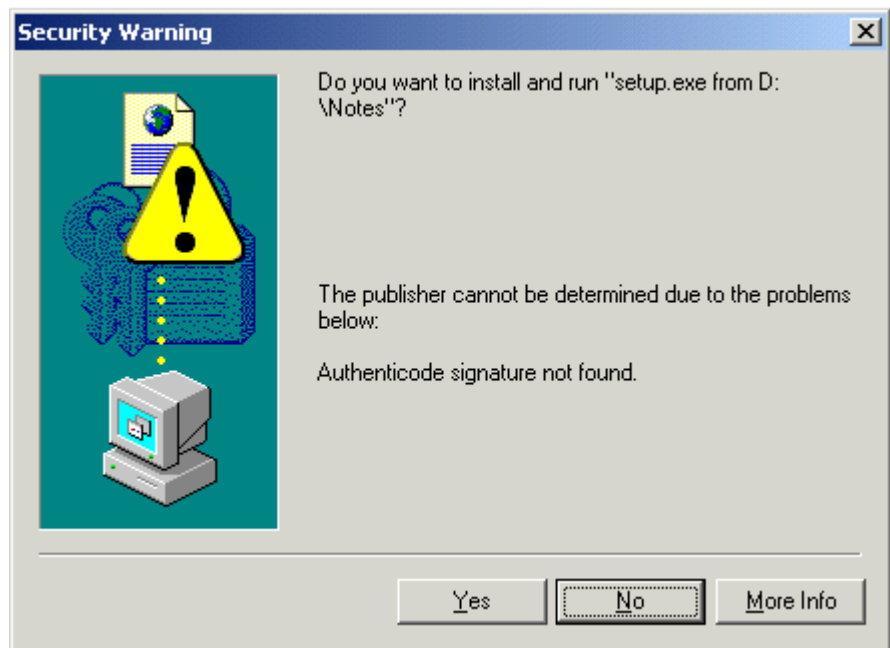 Security Warning
Do you want to install and run "setup.exe from D:
\Notes"?
The publisher cannot be determined due to the problems
below:
Authenticode signature not found.
Yes
No
More Info